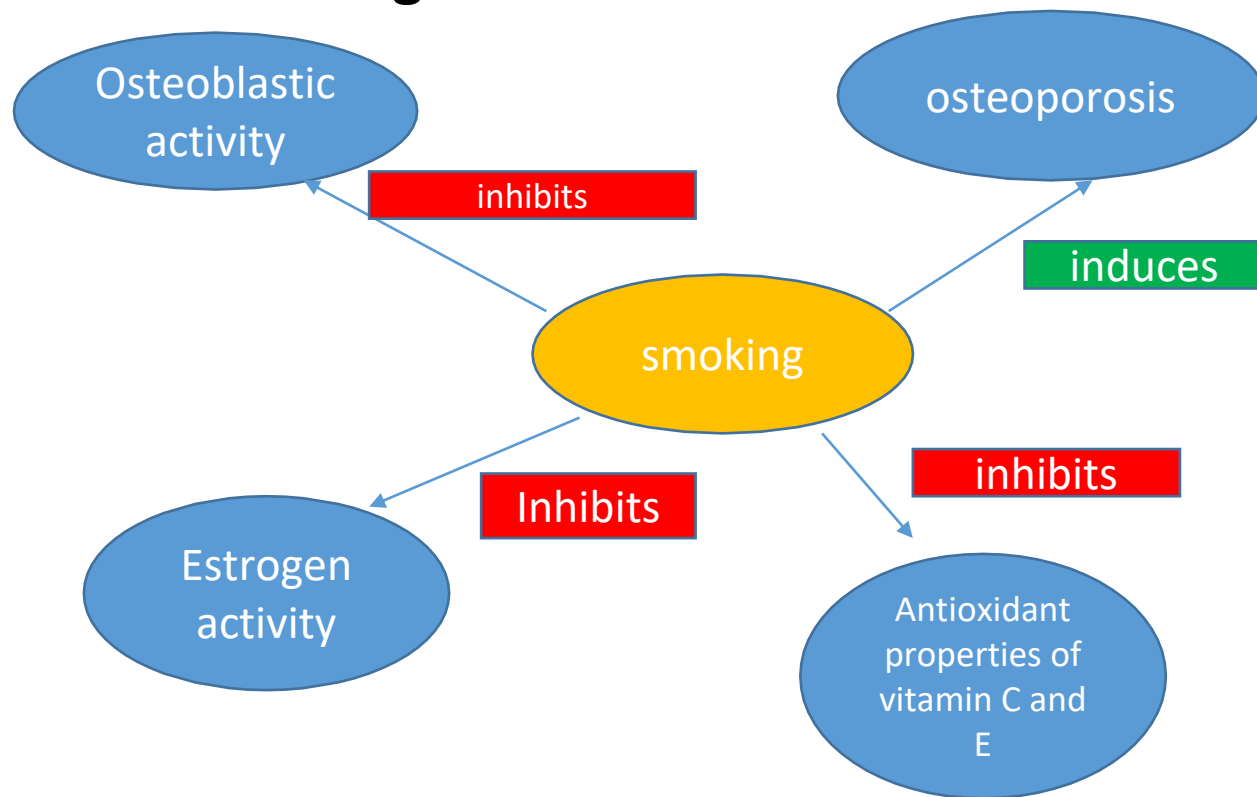 Osteoblastic
activity
osteoporosis
inhibits
induces
smoking
Inhibits
inhibits
Estrogen
activity
Antioxidant
properties of
vitamin C and
E